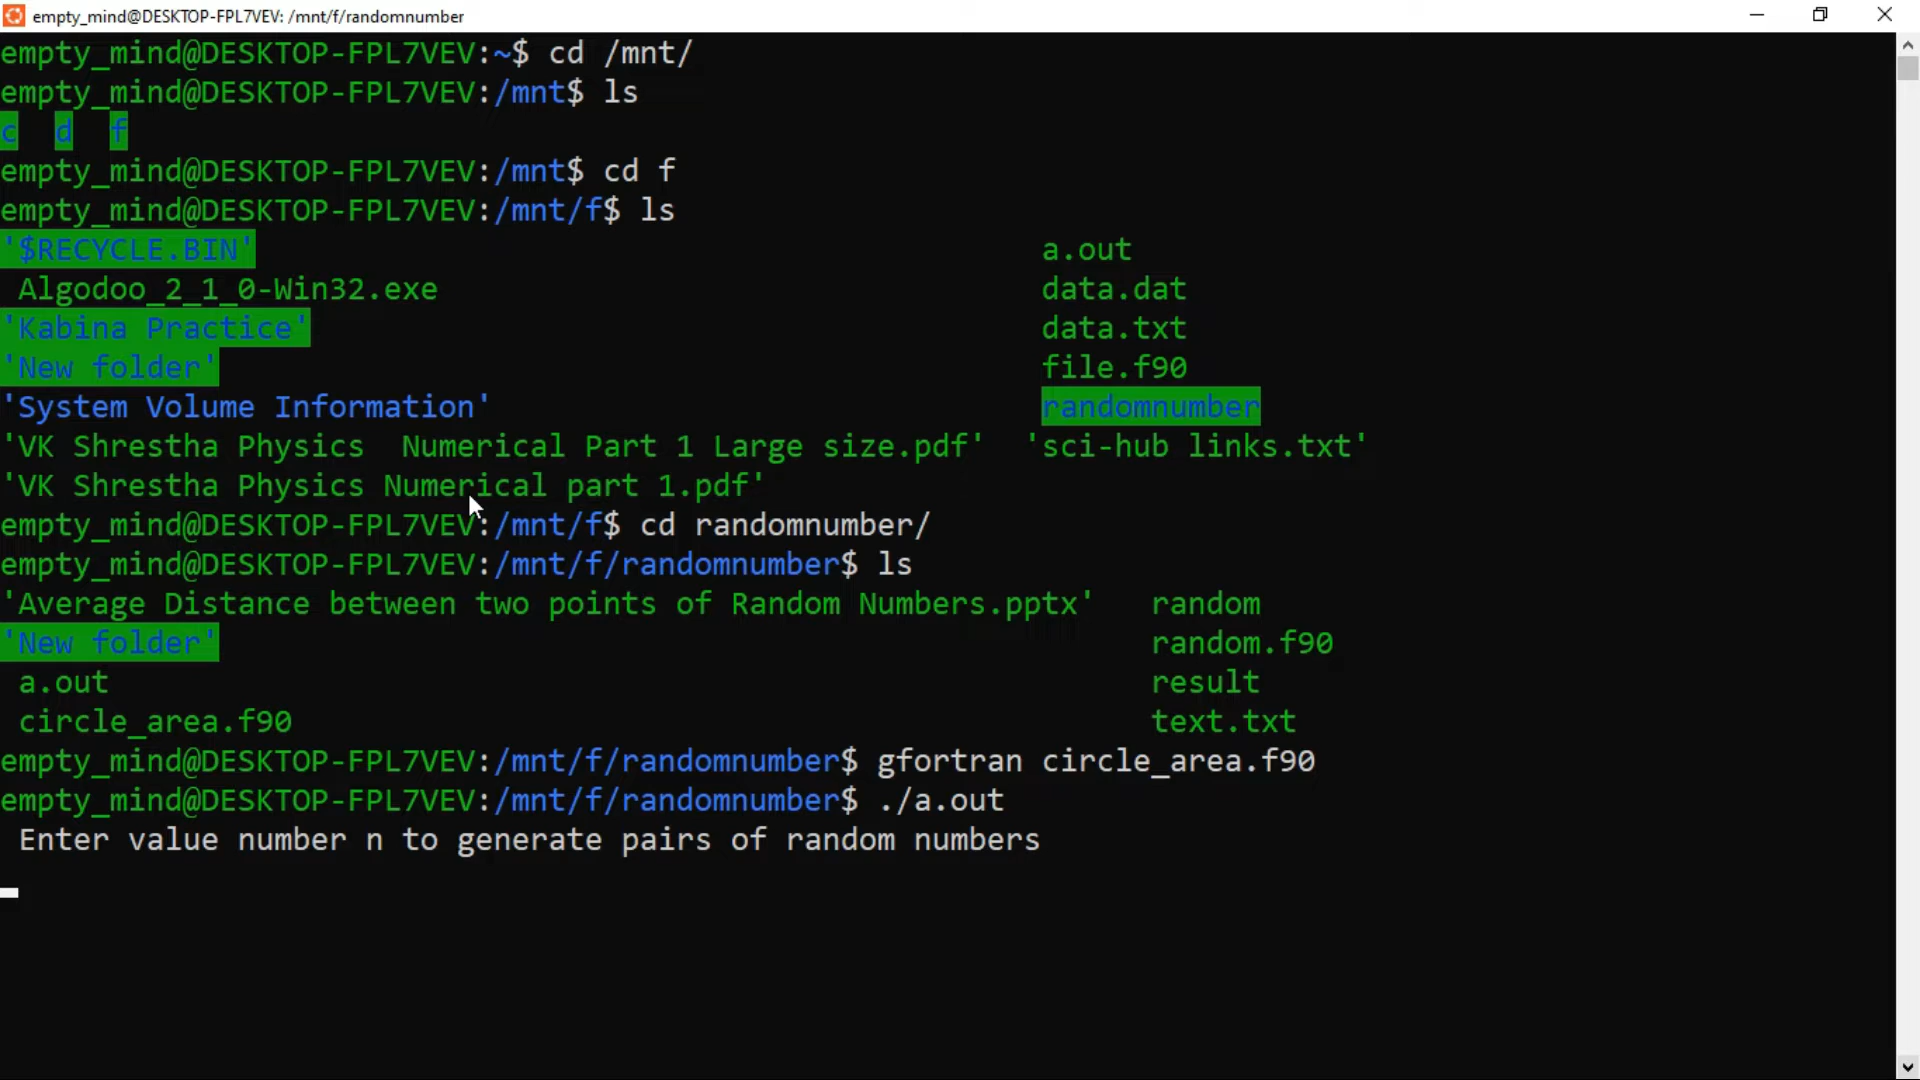 empty_mind@DESKTOP-FPL7VEV: /mnt/f/randomnumber
empty_mind@DESKTOP-FPL7VEV:~$ cd /mnt/
empty_mind@DESKTOP-FPL7VEV:/mnt$ ls
c d f
empty_mind@DESKTOP-FPL7VEV:/mnt$ cd f
empty_mind@DESKTOP-FPL7VEV:/mnt/f$ ls
'$RECYCLE.BIN' a.out
Algodoo_2_1_0-Win32.exe data.dat
'Kabina Practice' data.txt
'New folder' file.f90
'System Volume Information' randomnumber
'VK Shrestha Physics  Numerical Part 1 Large size.pdf' 'sci-hub links.txt'
'VK Shrestha Physics Numerical part 1.pdf'
empty_mind@DESKTOP-FPL7VEV:/mnt/f$ cd randomnumber/
empty_mind@DESKTOP-FPL7VEV:/mnt/f/randomnumber$ ls
'Average Distance between two points of Random Numbers.pptx' random
'New folder' random.f90
a.out result
circle_area.f90 text.txt
empty_mind@DESKTOP-FPL7VEV:/mnt/f/randomnumber$ gfortran circle_area.f90
empty_mind@DESKTOP-FPL7VEV:/mnt/f/randomnumber$ ./a.out
Enter value number n to generate pairs of random numbers